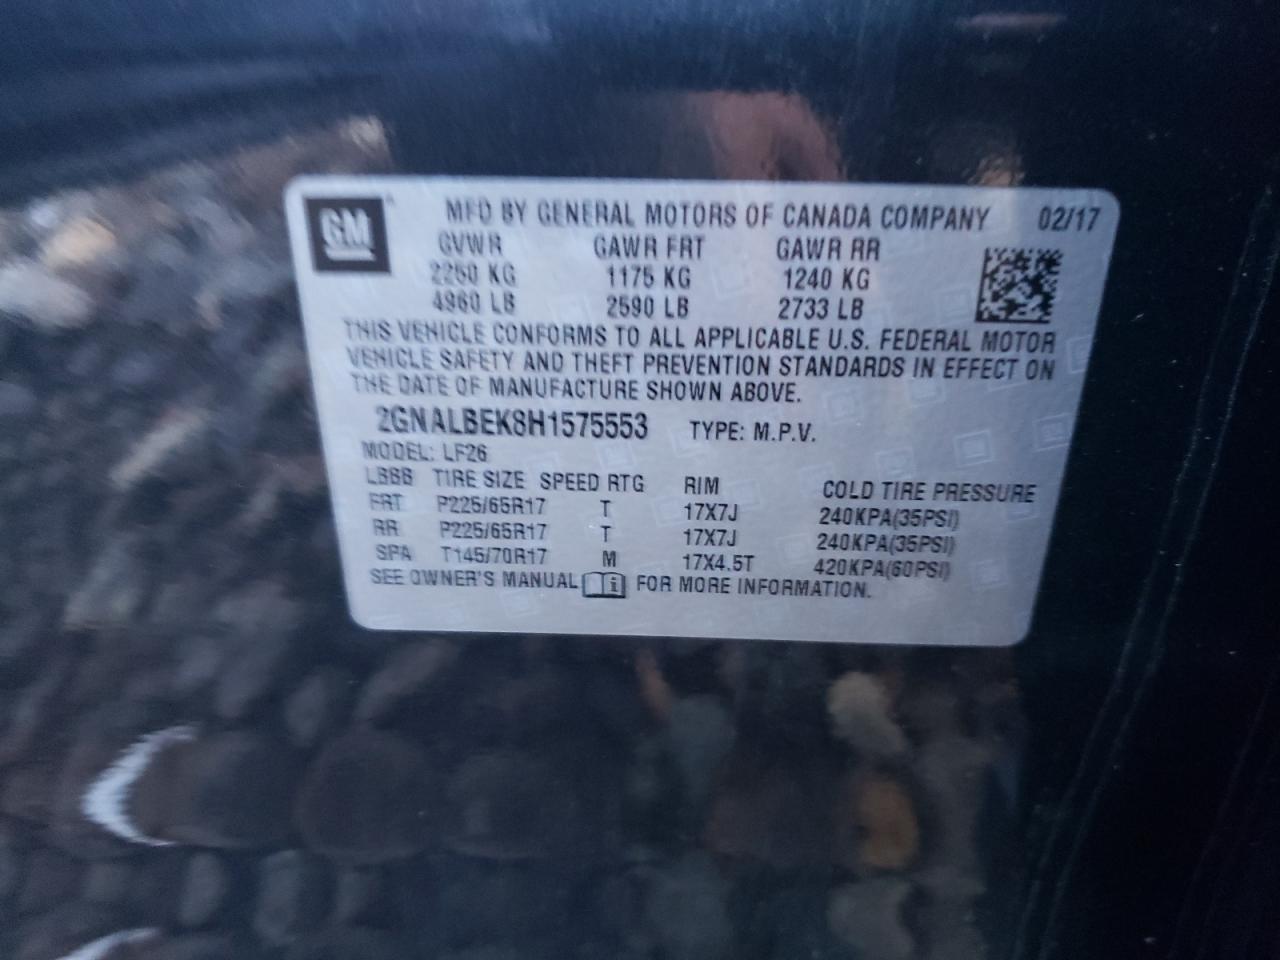 GM
MFD BY GENERAL MOTORS OF CANADA COMPANY 02/17
GVWR GAWR FRT GAWR RR
2250 KG 1175 KG 1240 KG
4960 LB 2590 LB 2733 LB
THIS VEHICLE CONFORMS TO ALL APPLICABLE U.S. FEDERAL MOTOR
VEHICLE SAFETY AND THEFT PREVENTION STANDARDS IN EFFECT ON
THE DATE OF MANUFACTURE SHOWN ABOVE.
2GNALBEK8H1575553 TYPE: M.P.V.
MODEL: LF26
TIRE SIZE SPEED RTG RIM COLD TIRE PRESSURE
FRT P225/65R17 T 17X7J 240KPA(35PSI)
RR P225/65R17 T 17X7J 240KPA(35PSI)
SPA T145/70R17 M 17X4.5T 420KPA(60PSI)
SEE OWNER'S MANUAL FOR MORE INFORMATION.